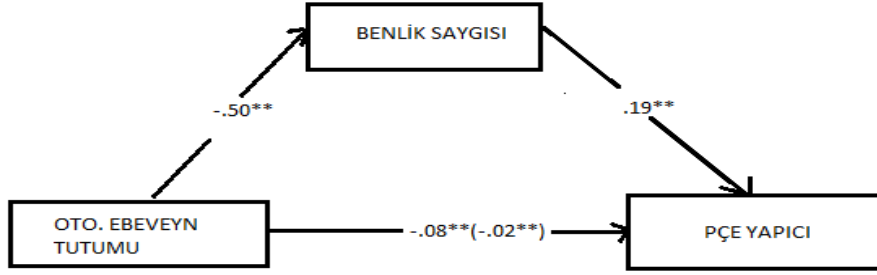 BENLİK SAYGISI
-.50**
.19**
OTO. EBEVEYN
TUTUMU
-.08**(-.02**)
PÇE YAPICI